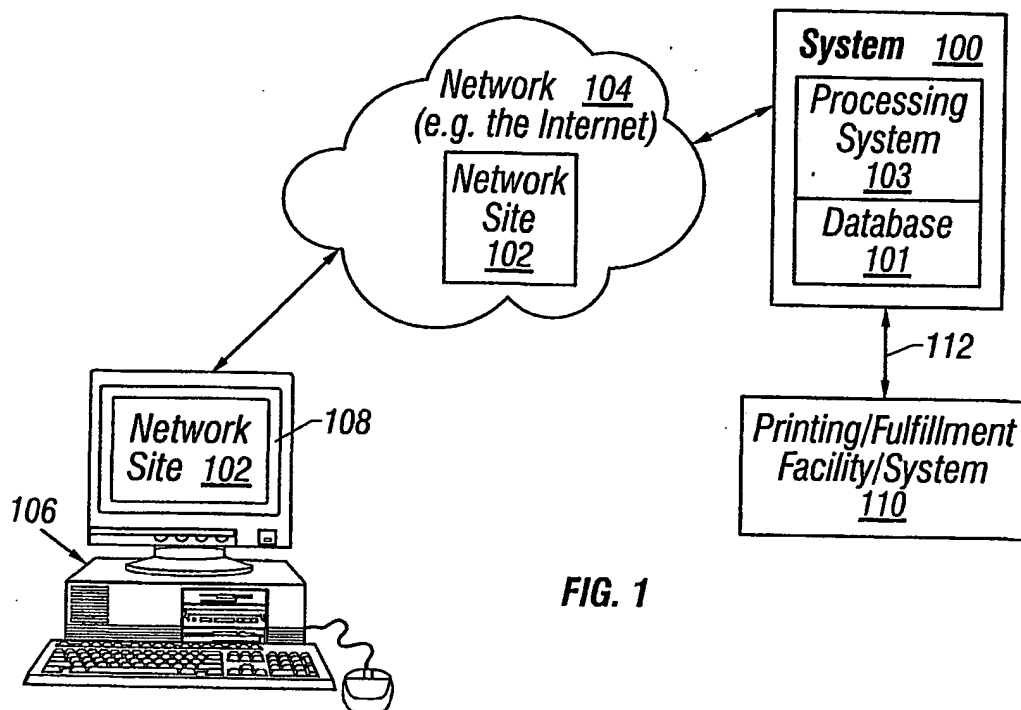 Network 104
(e.g. the Internet)
Network
Site
102
System 100
Processing
System
103
Database
101
112
Printing/Fulfillment
Facility/System
110
Network
Site 102
108
106
FIG. 1